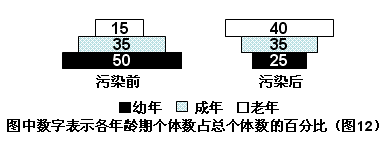 15 40
35 35
50 25
污染前 污染后
幼年 成年 老年
图中数字表示各年龄期个体数占总个体数的百分比（图12）